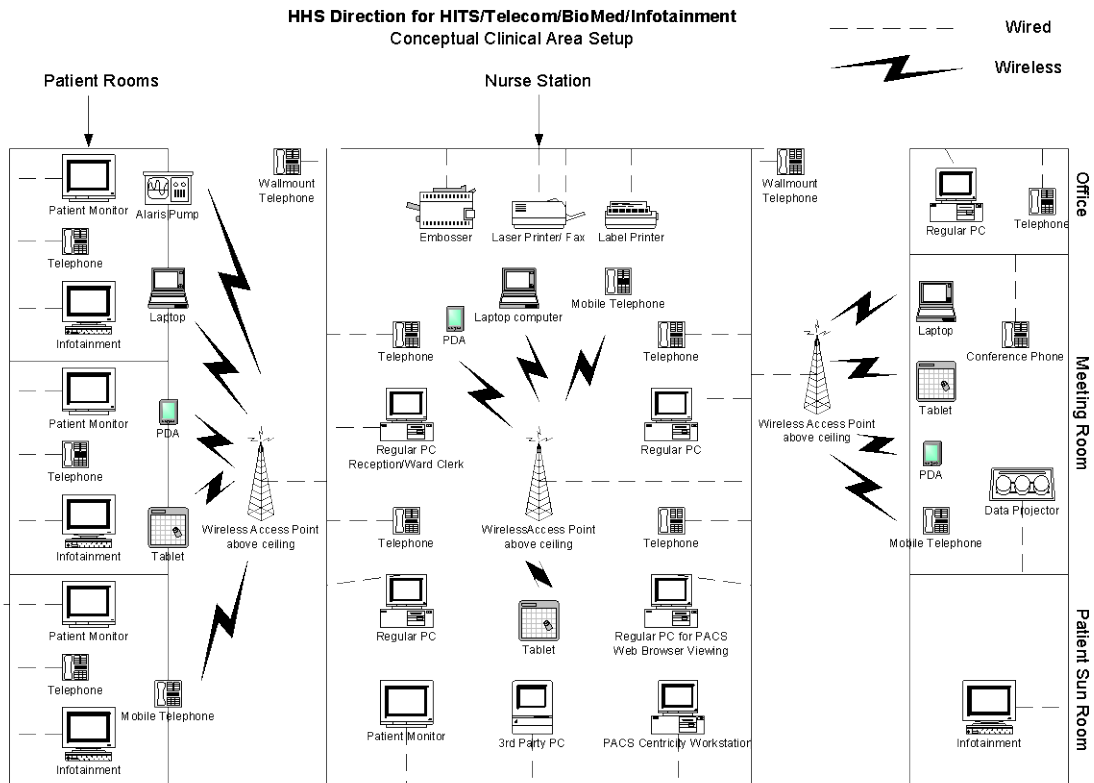 HHS Direction for HITS/Telecom/BioMed/Infotainment
Conceptual Clinical Area Setup
Wired
Wireless
Patient Rooms
Nurse Station
Patient Monitor
Alaris Pump
Telephone
Laptop
Infotainment
Patient Monitor
PDA
Telephone
Infotainment
Tablet
Patient Monitor
Telephone
Mobile Telephone
Infotainment
Wallmount
Telephone
Wireless Access Point
above ceiling
Embosser
Laser Printer/ Fax
Label Printer
Laptop computer
Mobile Telephone
PDA
Telephone
Telephone
Regular PC
Reception/Ward Clerk
Regular PC
WirelessAccess Point
above ceiling
Telephone
Telephone
Regular PC
Tablet
Regular PC for PACS
Web Browser Viewing
Patient Monitor
3rd Party PC
PACS Centricity Workstation
Wallmount
Telephone
Wireless Access Point
above ceiling
Regular PC
Telephone
Office
Laptop
Conference Phone
Tablet
PDA
Data Projector
Mobile Telephone
Meeting Room
Infotainment
Patient Sun Room